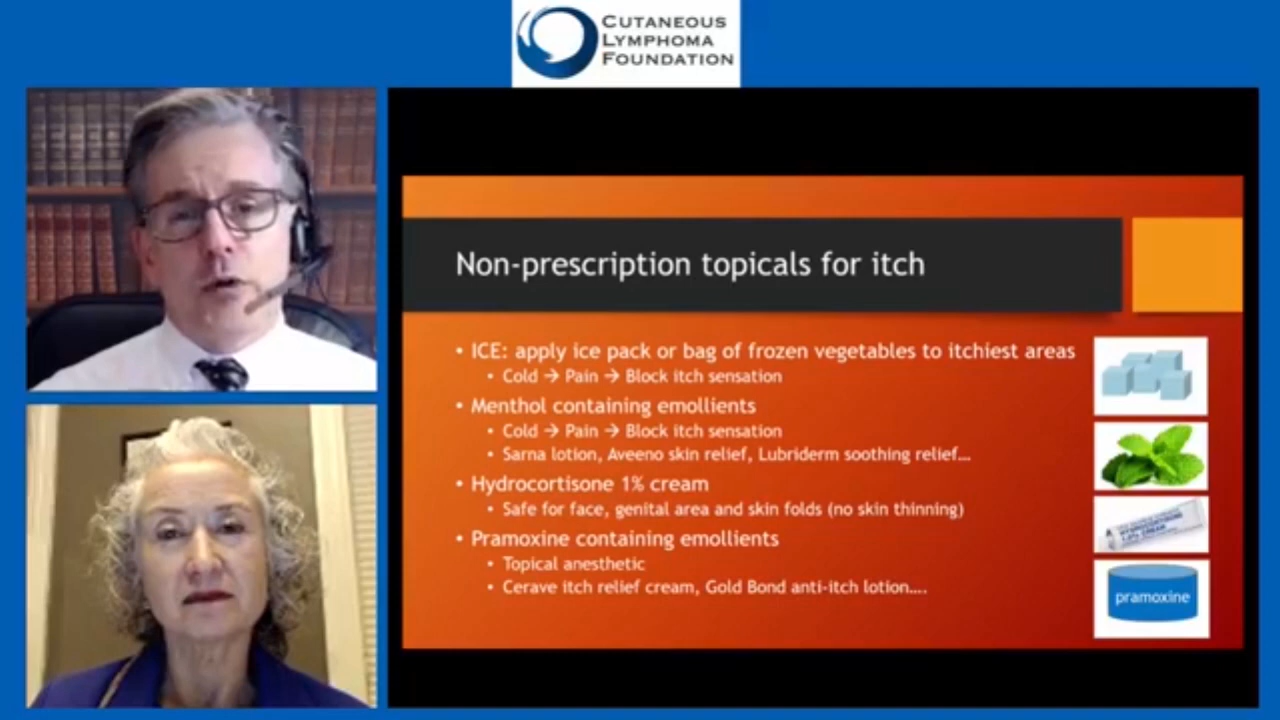 CUTANEOUS
LYMPHOMA
FOUNDATION
Non-prescription topicals for itch
• ICE: apply ice pack or bag of frozen vegetables to itchiest areas
• Cold → Pain → Block itch sensation
• Menthol containing emollients
• Cold → Pain → Block itch sensation
• Sarna lotion, Aveeno skin relief, Lubriderm soothing relief…
• Hydrocortisone 1% cream
• Safe for face, genital area and skin folds (no skin thinning)
• Pramoxine containing emollients
• Topical anesthetic
• Cerave itch relief cream, Gold Bond anti-itch lotion….
pramoxine